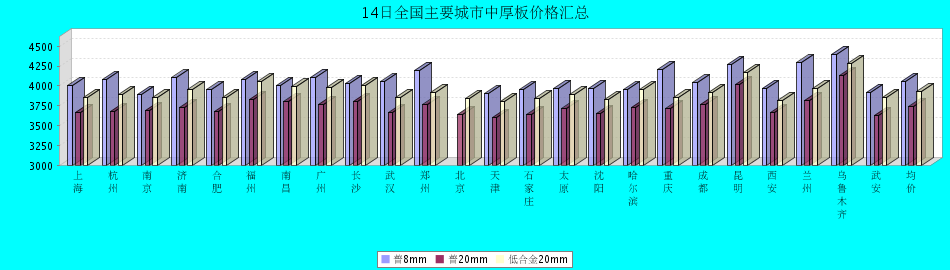 14日全国主要城市中厚板价格汇总
4500
4250
4000
3750
3500
3250
3000
上海
杭州
南京
济南
合肥
福州
南昌
广州
长沙
武汉
郑州
北京
天津
石家庄
太原
沈阳
哈尔滨
重庆
成都
昆明
西安
兰州
乌鲁木齐
武安
均价
普8mm 普20mm 低合金20mm